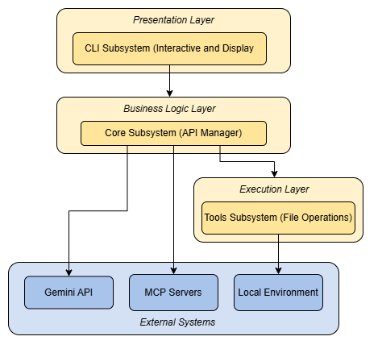 Presentation Layer
CLI Subsystem (Interactive and Display
Business Logic Layer
Core Subsystem (API Manager)
Execution Layer
Tools Subsystem (File Operations)
Gemini API
MCP Servers
Local Environment
External Systems